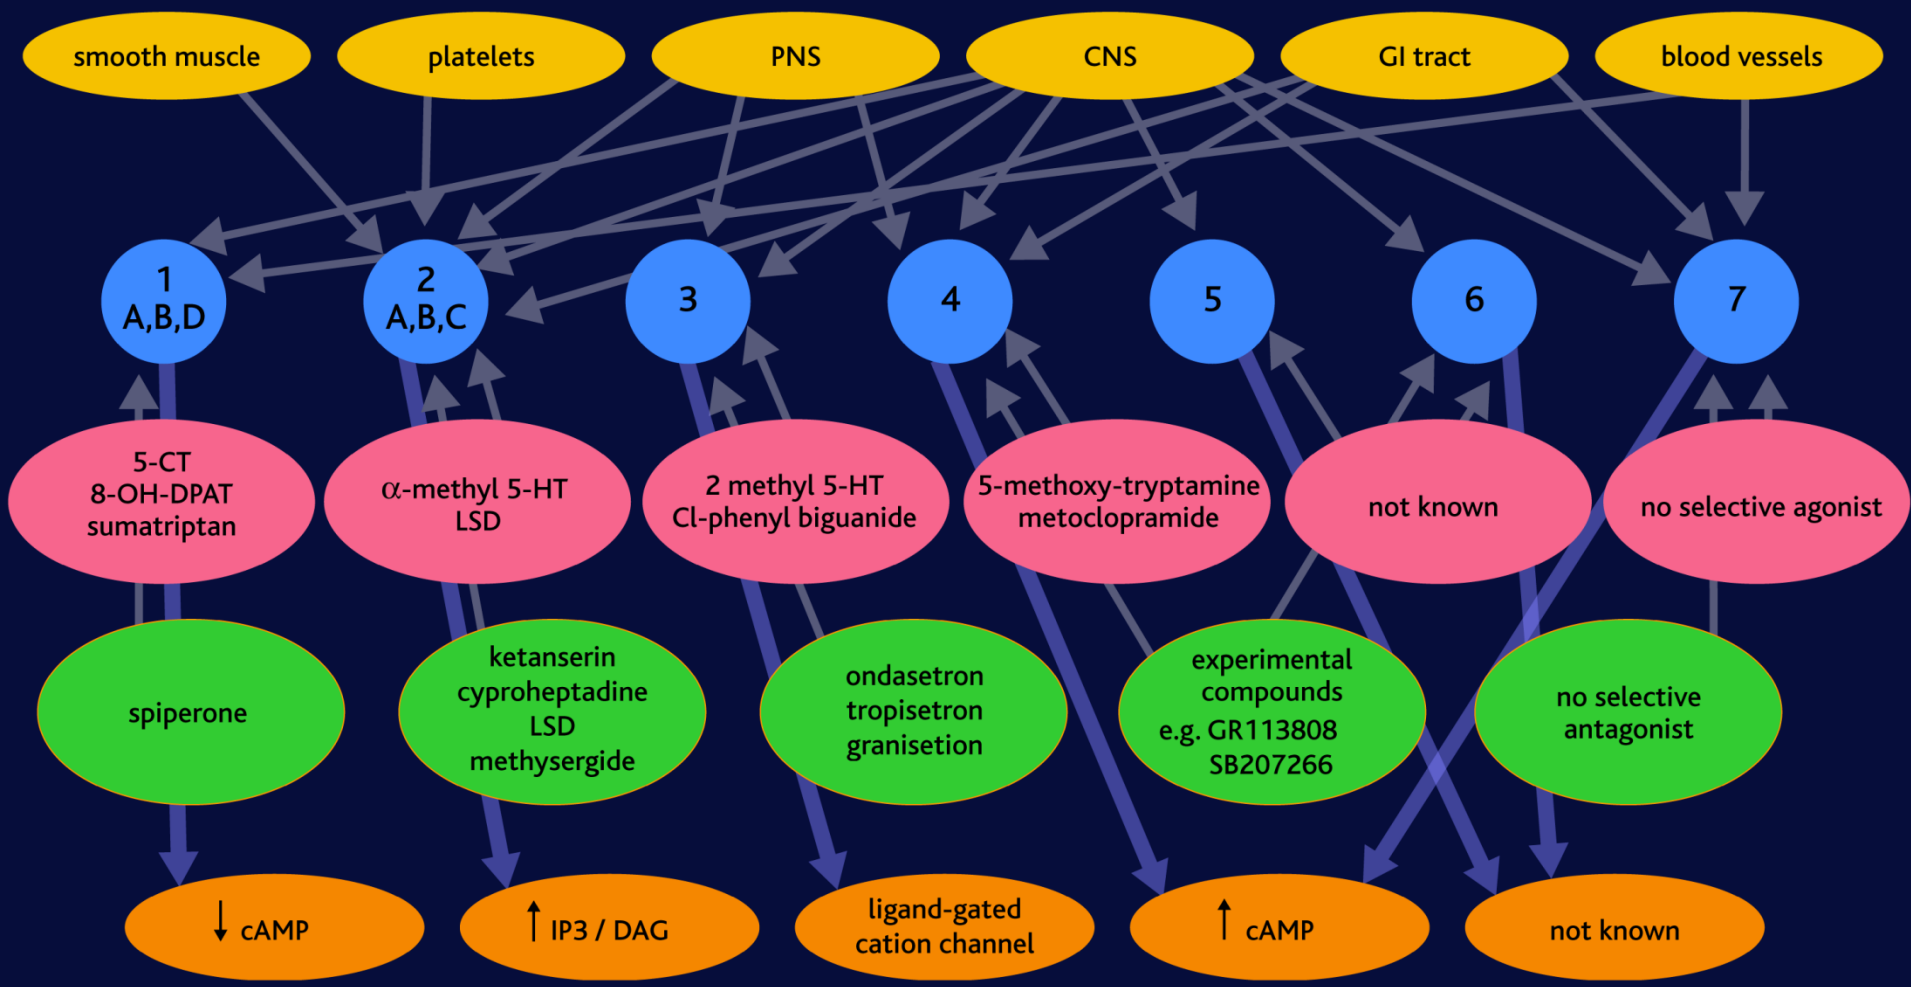 smooth muscle
platelets
PNS
CNS
GI tract
blood vessels
1
A,B,D
2
A,B,C
3
4
5
6
7
5-CT
8-OH-DPAT
sumatriptan
α-methyl 5-HT
LSD
2 methyl 5-HT
Cl-phenyl biguanide
5-methoxy-tryptamine
metoclopramide
not known
no selective agonist
spiperone
ketanserin
cyproheptadine
LSD
methysergide
ondasetron
tropisetron
granisetion
experimental
compounds
e.g. GR113808
SB207266
no selective
antagonist
↓ cAMP
↑ IP3 / DAG
ligand-gated
cation channel
↑ cAMP
not known